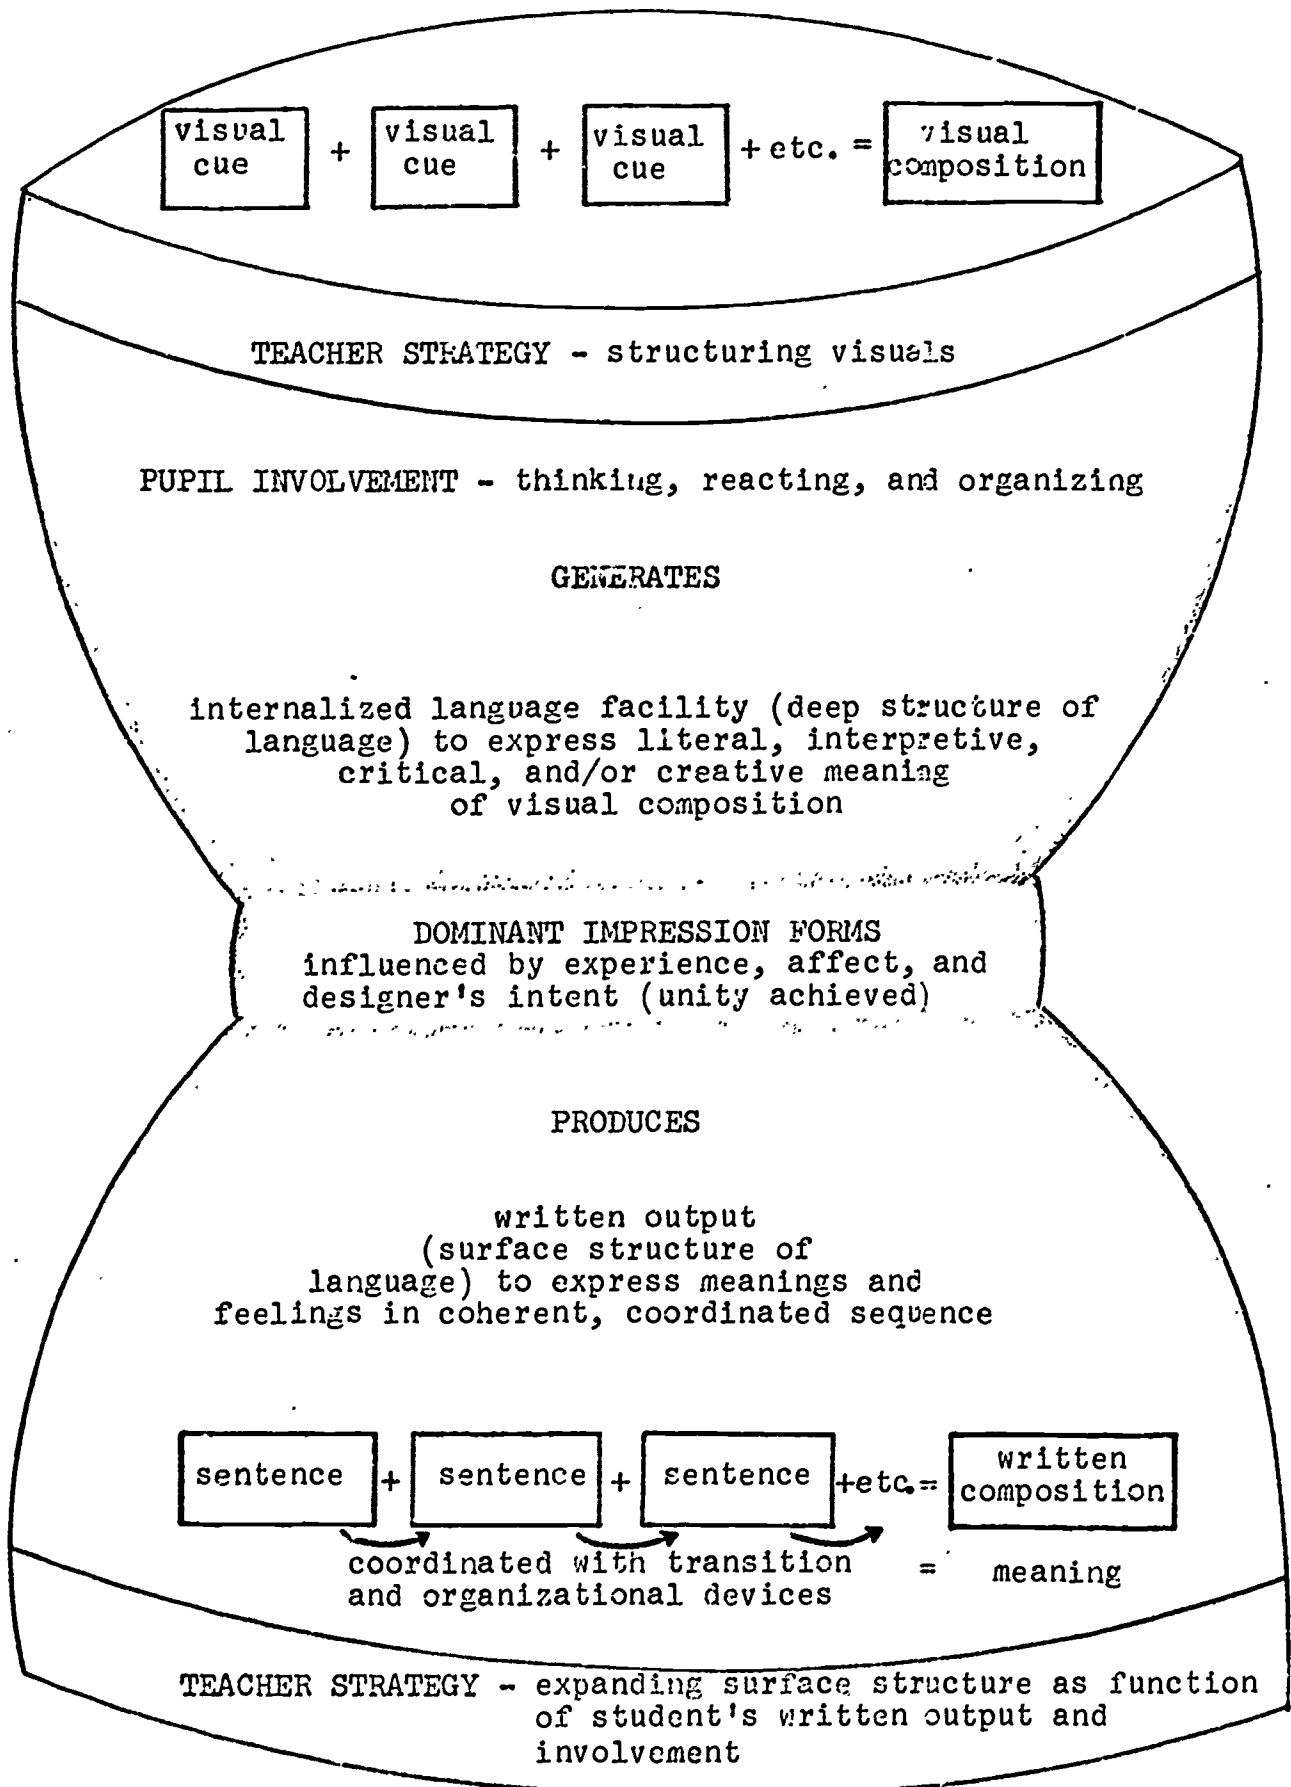 visual visual visual visual
cue + cue + cue + etc. = composition
TEACHER STRATEGY - structuring visuals
PUPIL INVOLVEMENT - thinking, reacting, and organizing
GENERATES
internalized language facility (deep structure of
language) to express literal, interpretive,
critical, and/or creative meaning
of visual composition
DOMINANT IMPRESSION FORMS
influenced by experience, affect, and
designer's intent (unity achieved)
PRODUCES
written output
(surface structure of
language) to express meanings and
feelings in coherent, coordinated sequence
sentence + sentence + sentence +etc.= written
composition
coordinated with transition = meaning
and organizational devices
TEACHER STRATEGY - expanding surface structure as function
of student's written output and
involvement